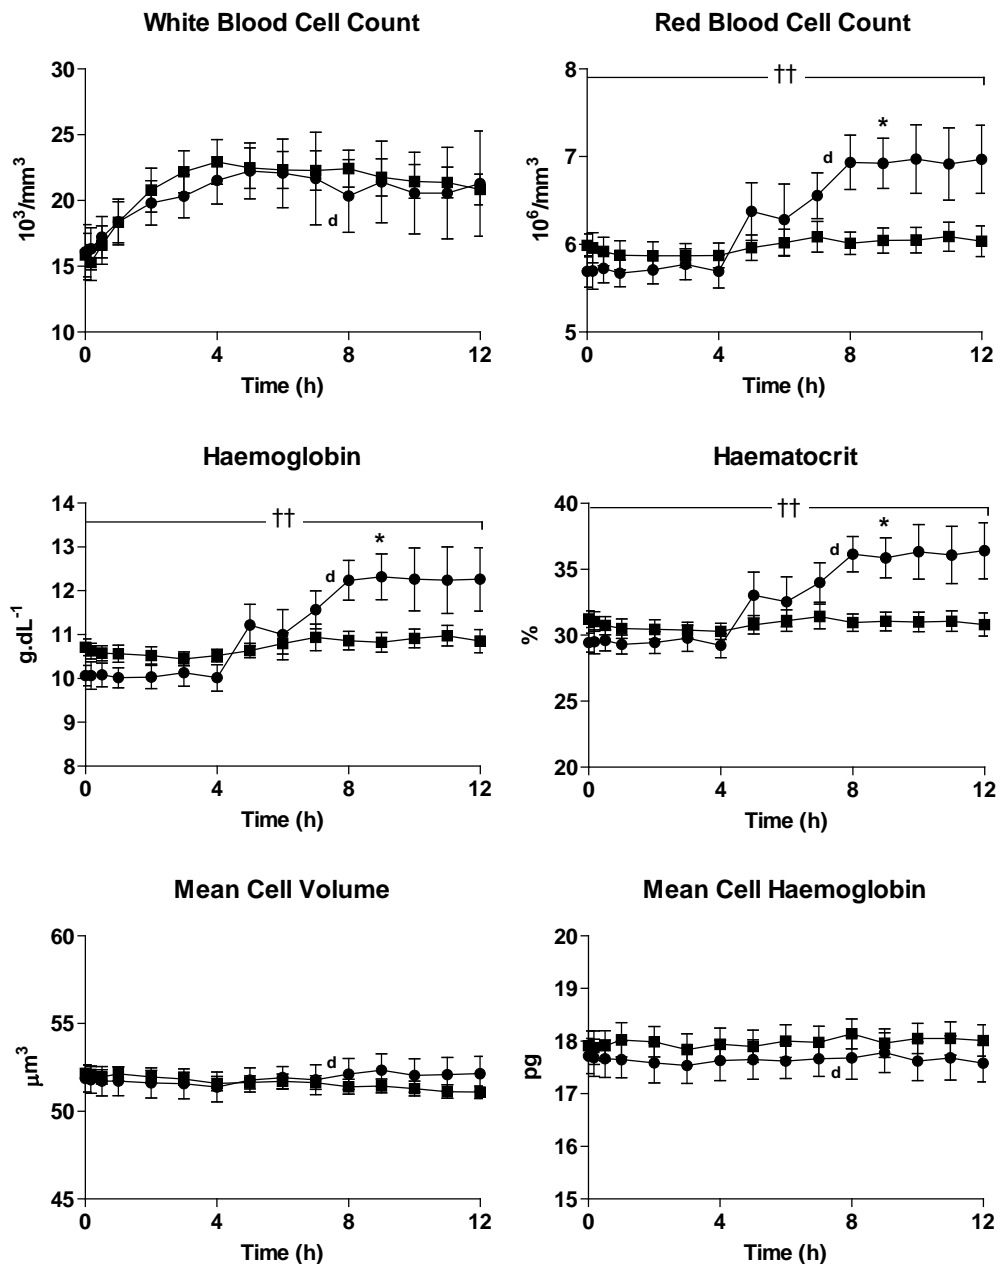 White Blood Cell Count
30
25
20
15
10
10³/mm³
d
0 4 8 12
Time (h)
Red Blood Cell Count
8
7
6
5
10⁶/mm³
††
*
d
0 4 8 12
Time (h)
Haemoglobin
14
13
12
11
10
9
8
g.dL⁻¹
††
*
d
0 4 8 12
Time (h)
Haematocrit
40
35
30
25
20
%
††
*
d
0 4 8 12
Time (h)
Mean Cell Volume
60
55
50
45
μm³
d
0 4 8 12
Time (h)
Mean Cell Haemoglobin
20
19
18
17
16
15
pg
d
0 4 8 12
Time (h)